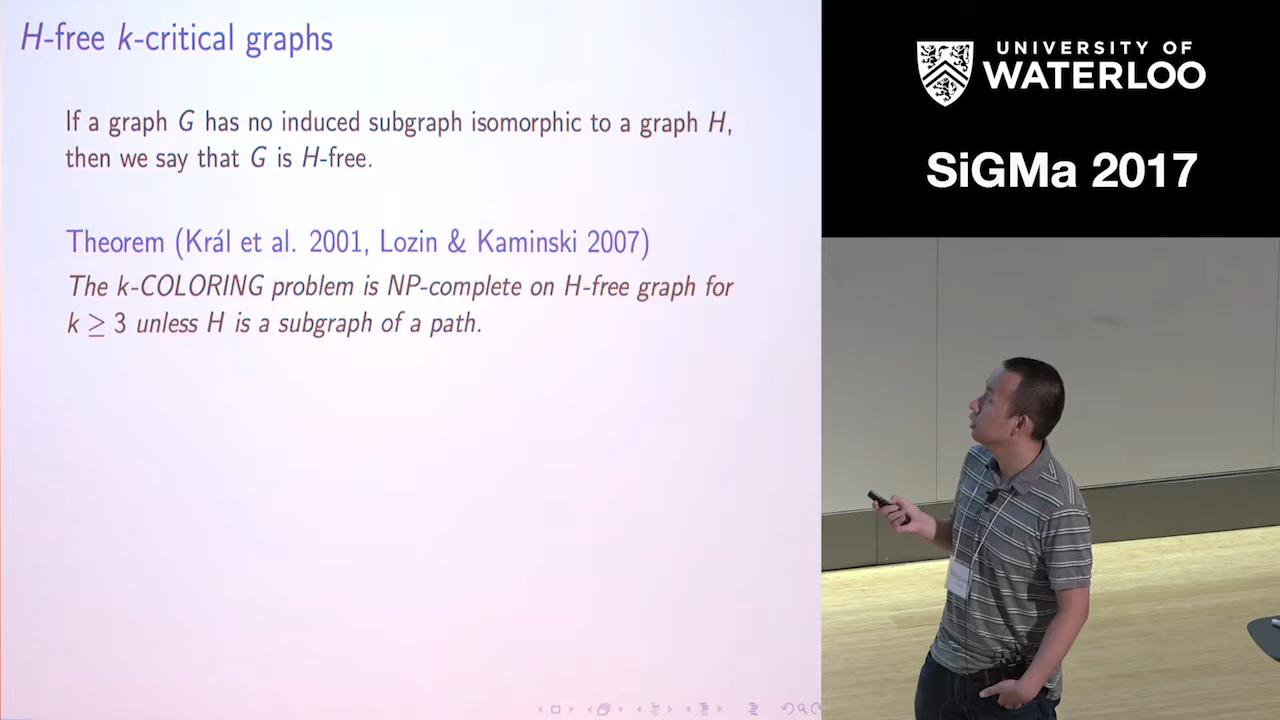 H-free k-critical graphs
If a graph G has no induced subgraph isomorphic to a graph H,
then we say that G is H-free.
Theorem (Král et al. 2001, Lozin & Kaminski 2007)
The k-COLORING problem is NP-complete on H-free graph for
k ≥ 3 unless H is a subgraph of a path.
UNIVERSITY OF
WATERLOO
SiGMa 2017